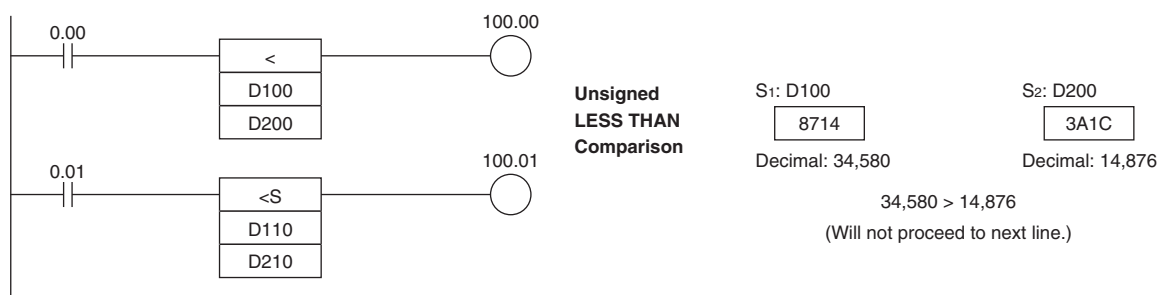 0.00
<
D100
D200
100.00
0.01
<S
D110
D210
100.01
Unsigned
LESS THAN
Comparison
S1: D100
8714
Decimal: 34,580
S2: D200
3A1C
Decimal: 14,876
34,580 > 14,876
(Will not proceed to next line.)